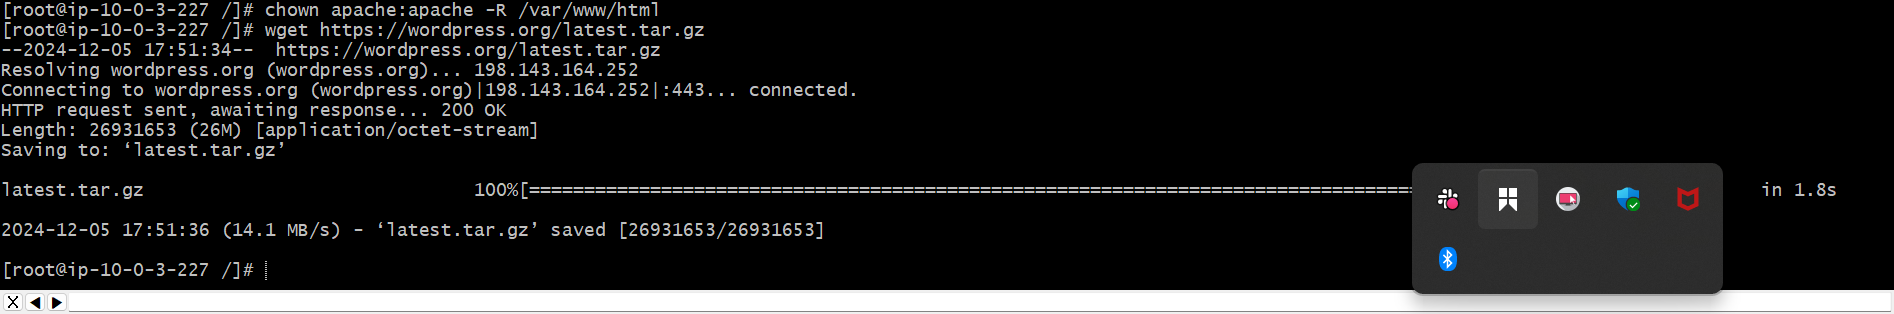 [root@ip-10-0-3-227 /]# chown apache:apache -R /var/www/html
[root@ip-10-0-3-227 /]# wget https://wordpress.org/latest.tar.gz
--2024-12-05 17:51:34--  https://wordpress.org/latest.tar.gz
Resolving wordpress.org (wordpress.org)... 198.143.164.252
Connecting to wordpress.org (wordpress.org)|198.143.164.252|:443... connected.
HTTP request sent, awaiting response... 200 OK
Length: 26931653 (26M) [application/octet-stream]
Saving to: ‘latest.tar.gz’
latest.tar.gz 100%[================================================================================= in 1.8s
2024-12-05 17:51:36 (14.1 MB/s) - ‘latest.tar.gz’ saved [26931653/26931653]
[root@ip-10-0-3-227 /]#
X